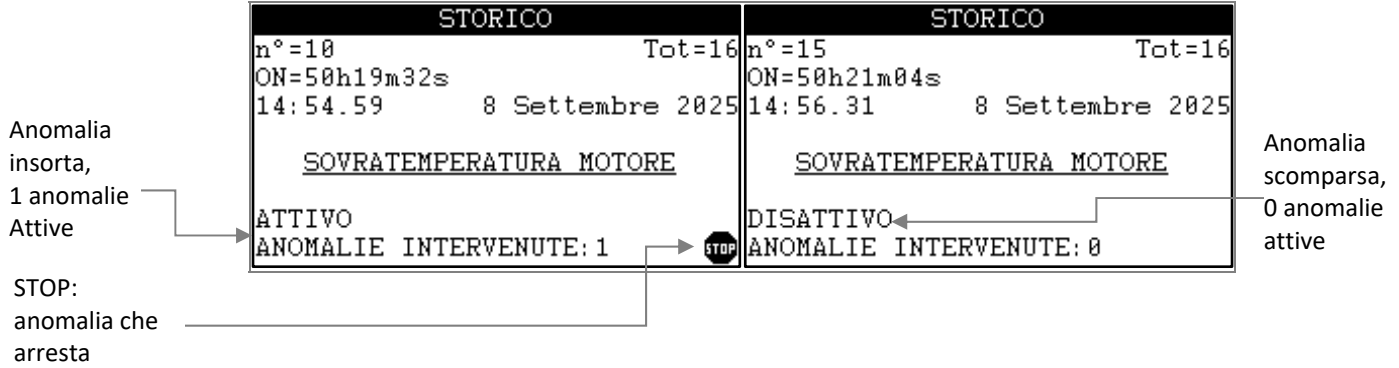 STORICO
n°=10 Tot=16
ON=50h19m32s
14:54.59 8 Settembre 2025
SOVRATEMPERATURA MOTORE
ATTIVO
ANOMALIE INTERVENUTE:1 STOP
STORICO
n°=15 Tot=16
ON=50h21m04s
14:56.31 8 Settembre 2025
SOVRATEMPERATURA MOTORE
DISATTIVO
ANOMALIE INTERVENUTE:0
Anomalia
insorta,
1 anomalie
Attive
STOP:
anomalia che
arresta
Anomalia
scomparsa,
0 anomalie
attive